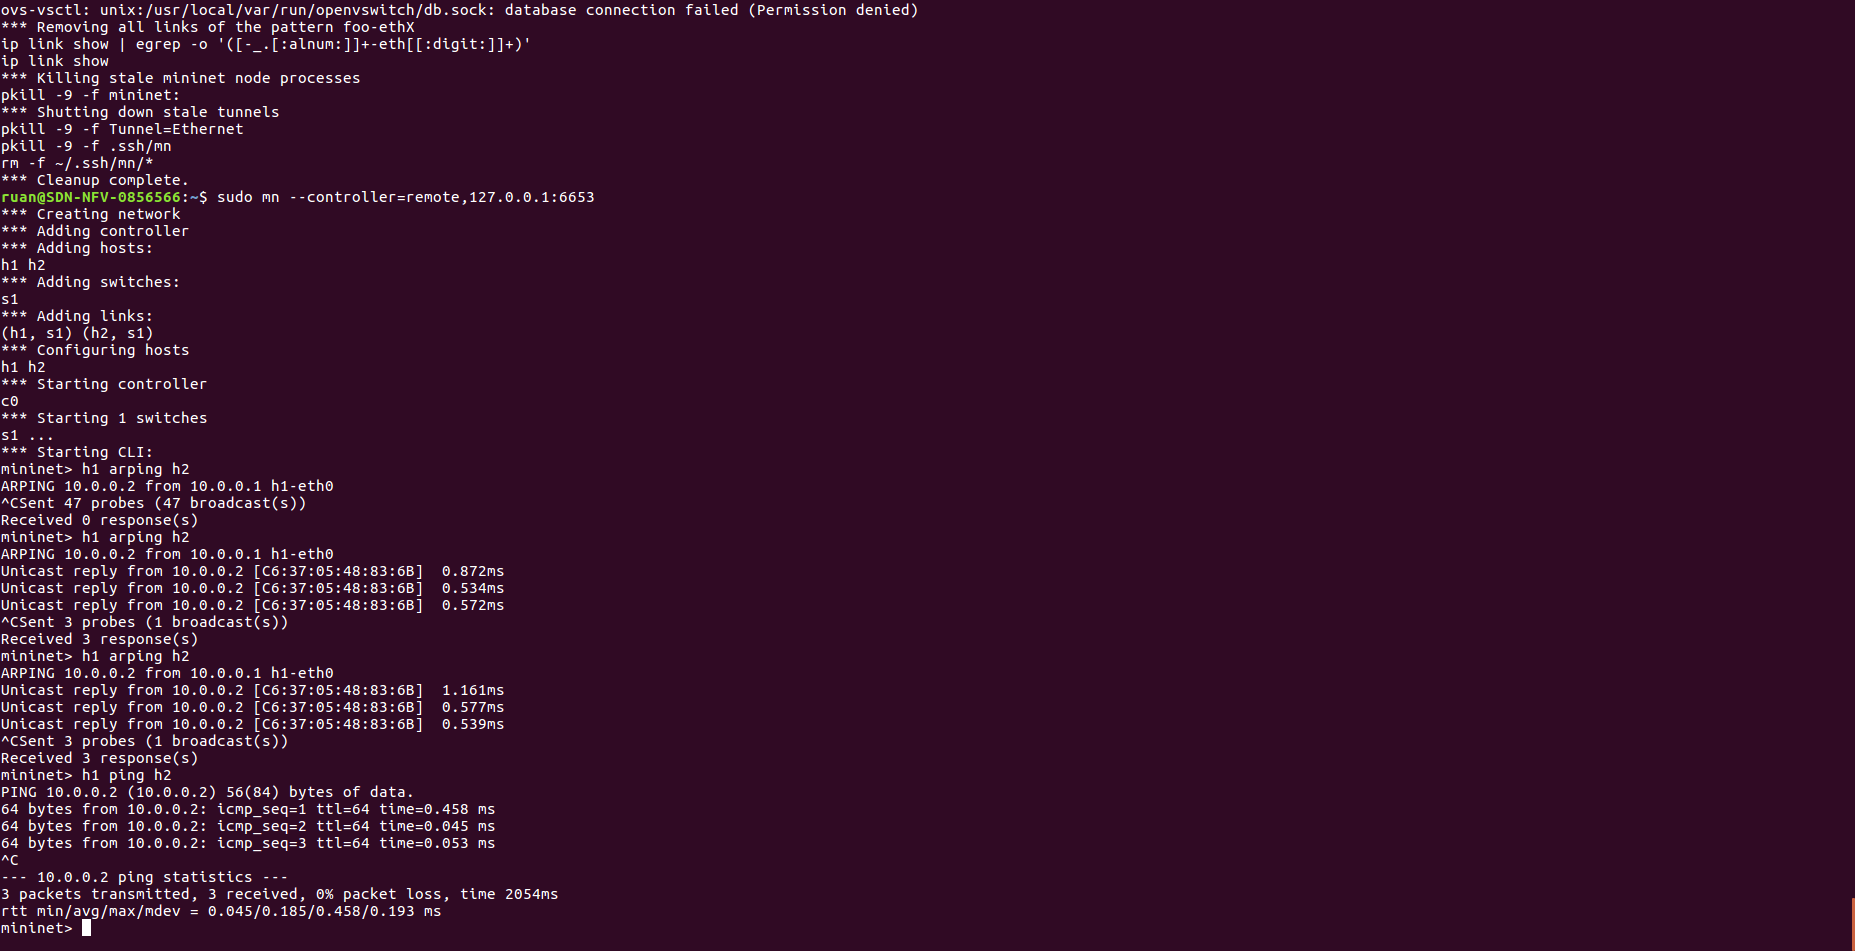 ovs-vsctl: unix:/usr/local/var/run/openvswitch/db.sock: database connection failed (Permission denied)
*** Removing all links of the pattern foo-ethX
ip link show | egrep -o '([-_.[:alnum:]]+-eth[[:digit:]]+)'
ip link show
*** Killing stale mininet node processes
pkill -9 -f mininet:
*** Shutting down stale tunnels
pkill -9 -f Tunnel=Ethernet
pkill -9 -f .ssh/mn
rm -f ~/.ssh/mn/*
*** Cleanup complete.
ruan@SDN-NFV-0856566:~$ sudo mn --controller=remote,127.0.0.1:6653
*** Creating network
*** Adding controller
*** Adding hosts:
h1 h2
*** Adding switches:
s1
*** Adding links:
(h1, s1) (h2, s1)
*** Configuring hosts
h1 h2
*** Starting controller
c0
*** Starting 1 switches
s1 ...
*** Starting CLI:
mininet> h1 arping h2
ARPING 10.0.0.2 from 10.0.0.1 h1-eth0
^CSent 47 probes (47 broadcast(s))
Received 0 response(s)
mininet> h1 arping h2
ARPING 10.0.0.2 from 10.0.0.1 h1-eth0
Unicast reply from 10.0.0.2 [C6:37:05:48:83:6B]  0.872ms
Unicast reply from 10.0.0.2 [C6:37:05:48:83:6B]  0.534ms
Unicast reply from 10.0.0.2 [C6:37:05:48:83:6B]  0.572ms
^CSent 3 probes (1 broadcast(s))
Received 3 response(s)
mininet> h1 arping h2
ARPING 10.0.0.2 from 10.0.0.1 h1-eth0
Unicast reply from 10.0.0.2 [C6:37:05:48:83:6B]  1.161ms
Unicast reply from 10.0.0.2 [C6:37:05:48:83:6B]  0.577ms
Unicast reply from 10.0.0.2 [C6:37:05:48:83:6B]  0.539ms
^CSent 3 probes (1 broadcast(s))
Received 3 response(s)
mininet> h1 ping h2
PING 10.0.0.2 (10.0.0.2) 56(84) bytes of data.
64 bytes from 10.0.0.2: icmp_seq=1 ttl=64 time=0.458 ms
64 bytes from 10.0.0.2: icmp_seq=2 ttl=64 time=0.045 ms
64 bytes from 10.0.0.2: icmp_seq=3 ttl=64 time=0.053 ms
^C
--- 10.0.0.2 ping statistics ---
3 packets transmitted, 3 received, 0% packet loss, time 2054ms
rtt min/avg/max/mdev = 0.045/0.185/0.458/0.193 ms
mininet>